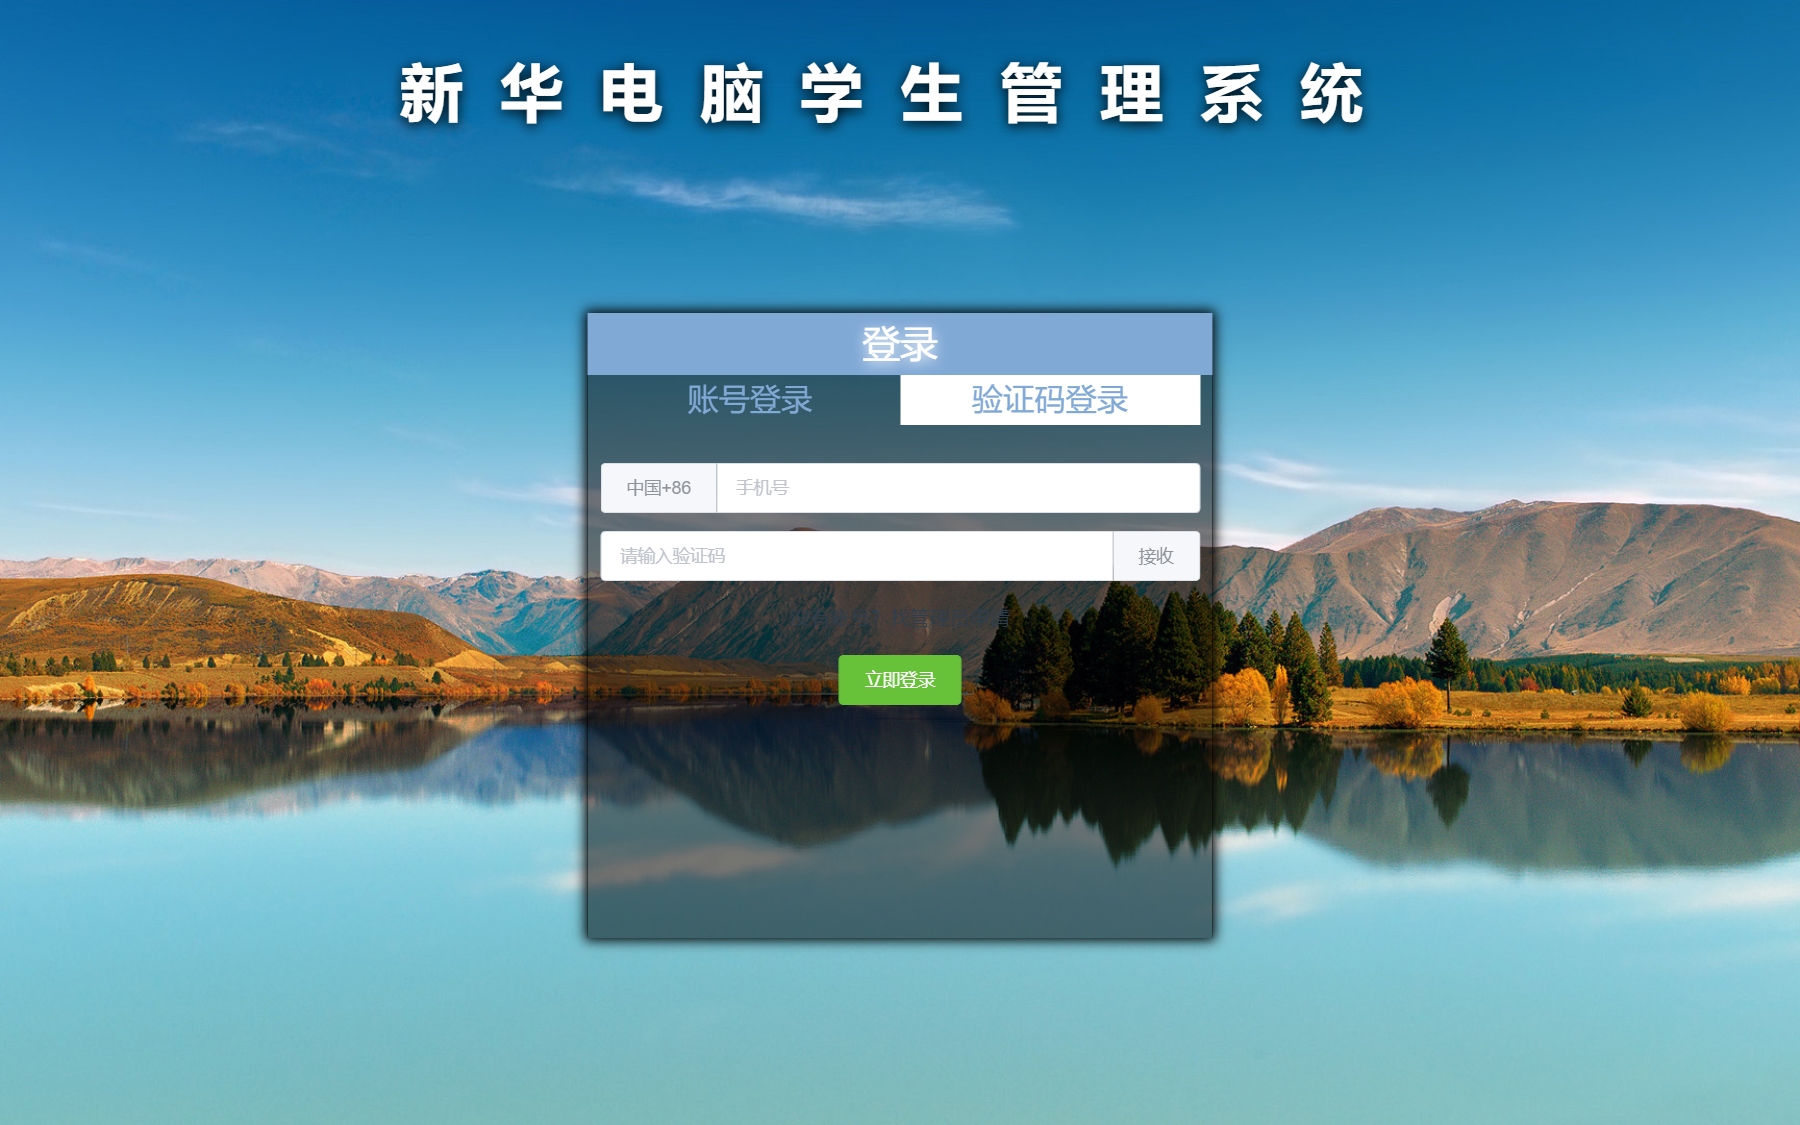 新华电脑学生管理系统
登录
账号登录 验证码登录
中国+86 手机号
请输入验证码 接收
立即登录